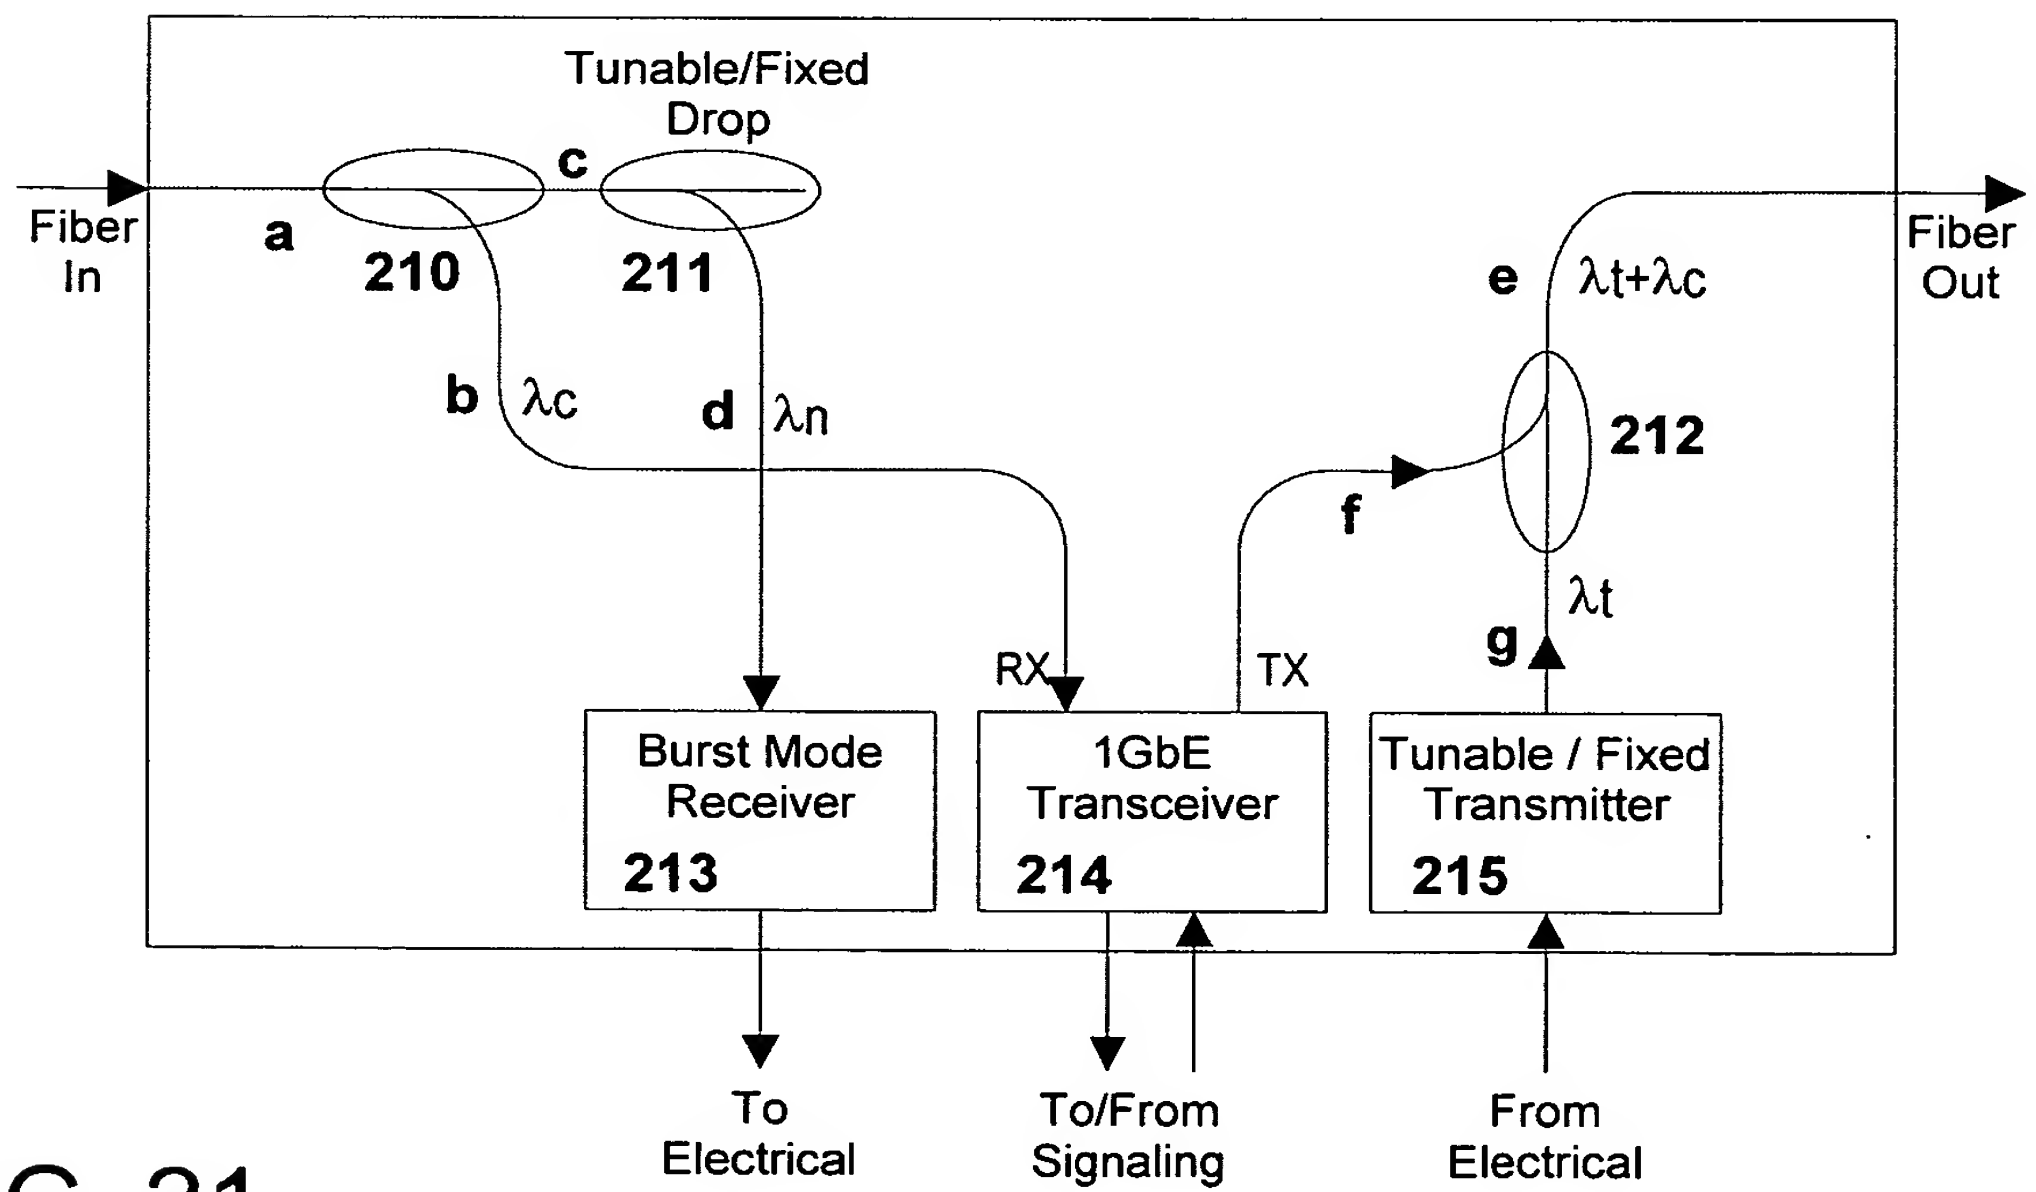 Tunable/Fixed
Drop
c
Fiber
In
a
210
211
e
λt+λc
Fiber
Out
b
λc
d
λn
212
f
λt
g
RX
TX
Burst Mode
Receiver
213
1GbE
Transceiver
214
Tunable / Fixed
Transmitter
215
To
Electrical
To/From
Signaling
From
Electrical